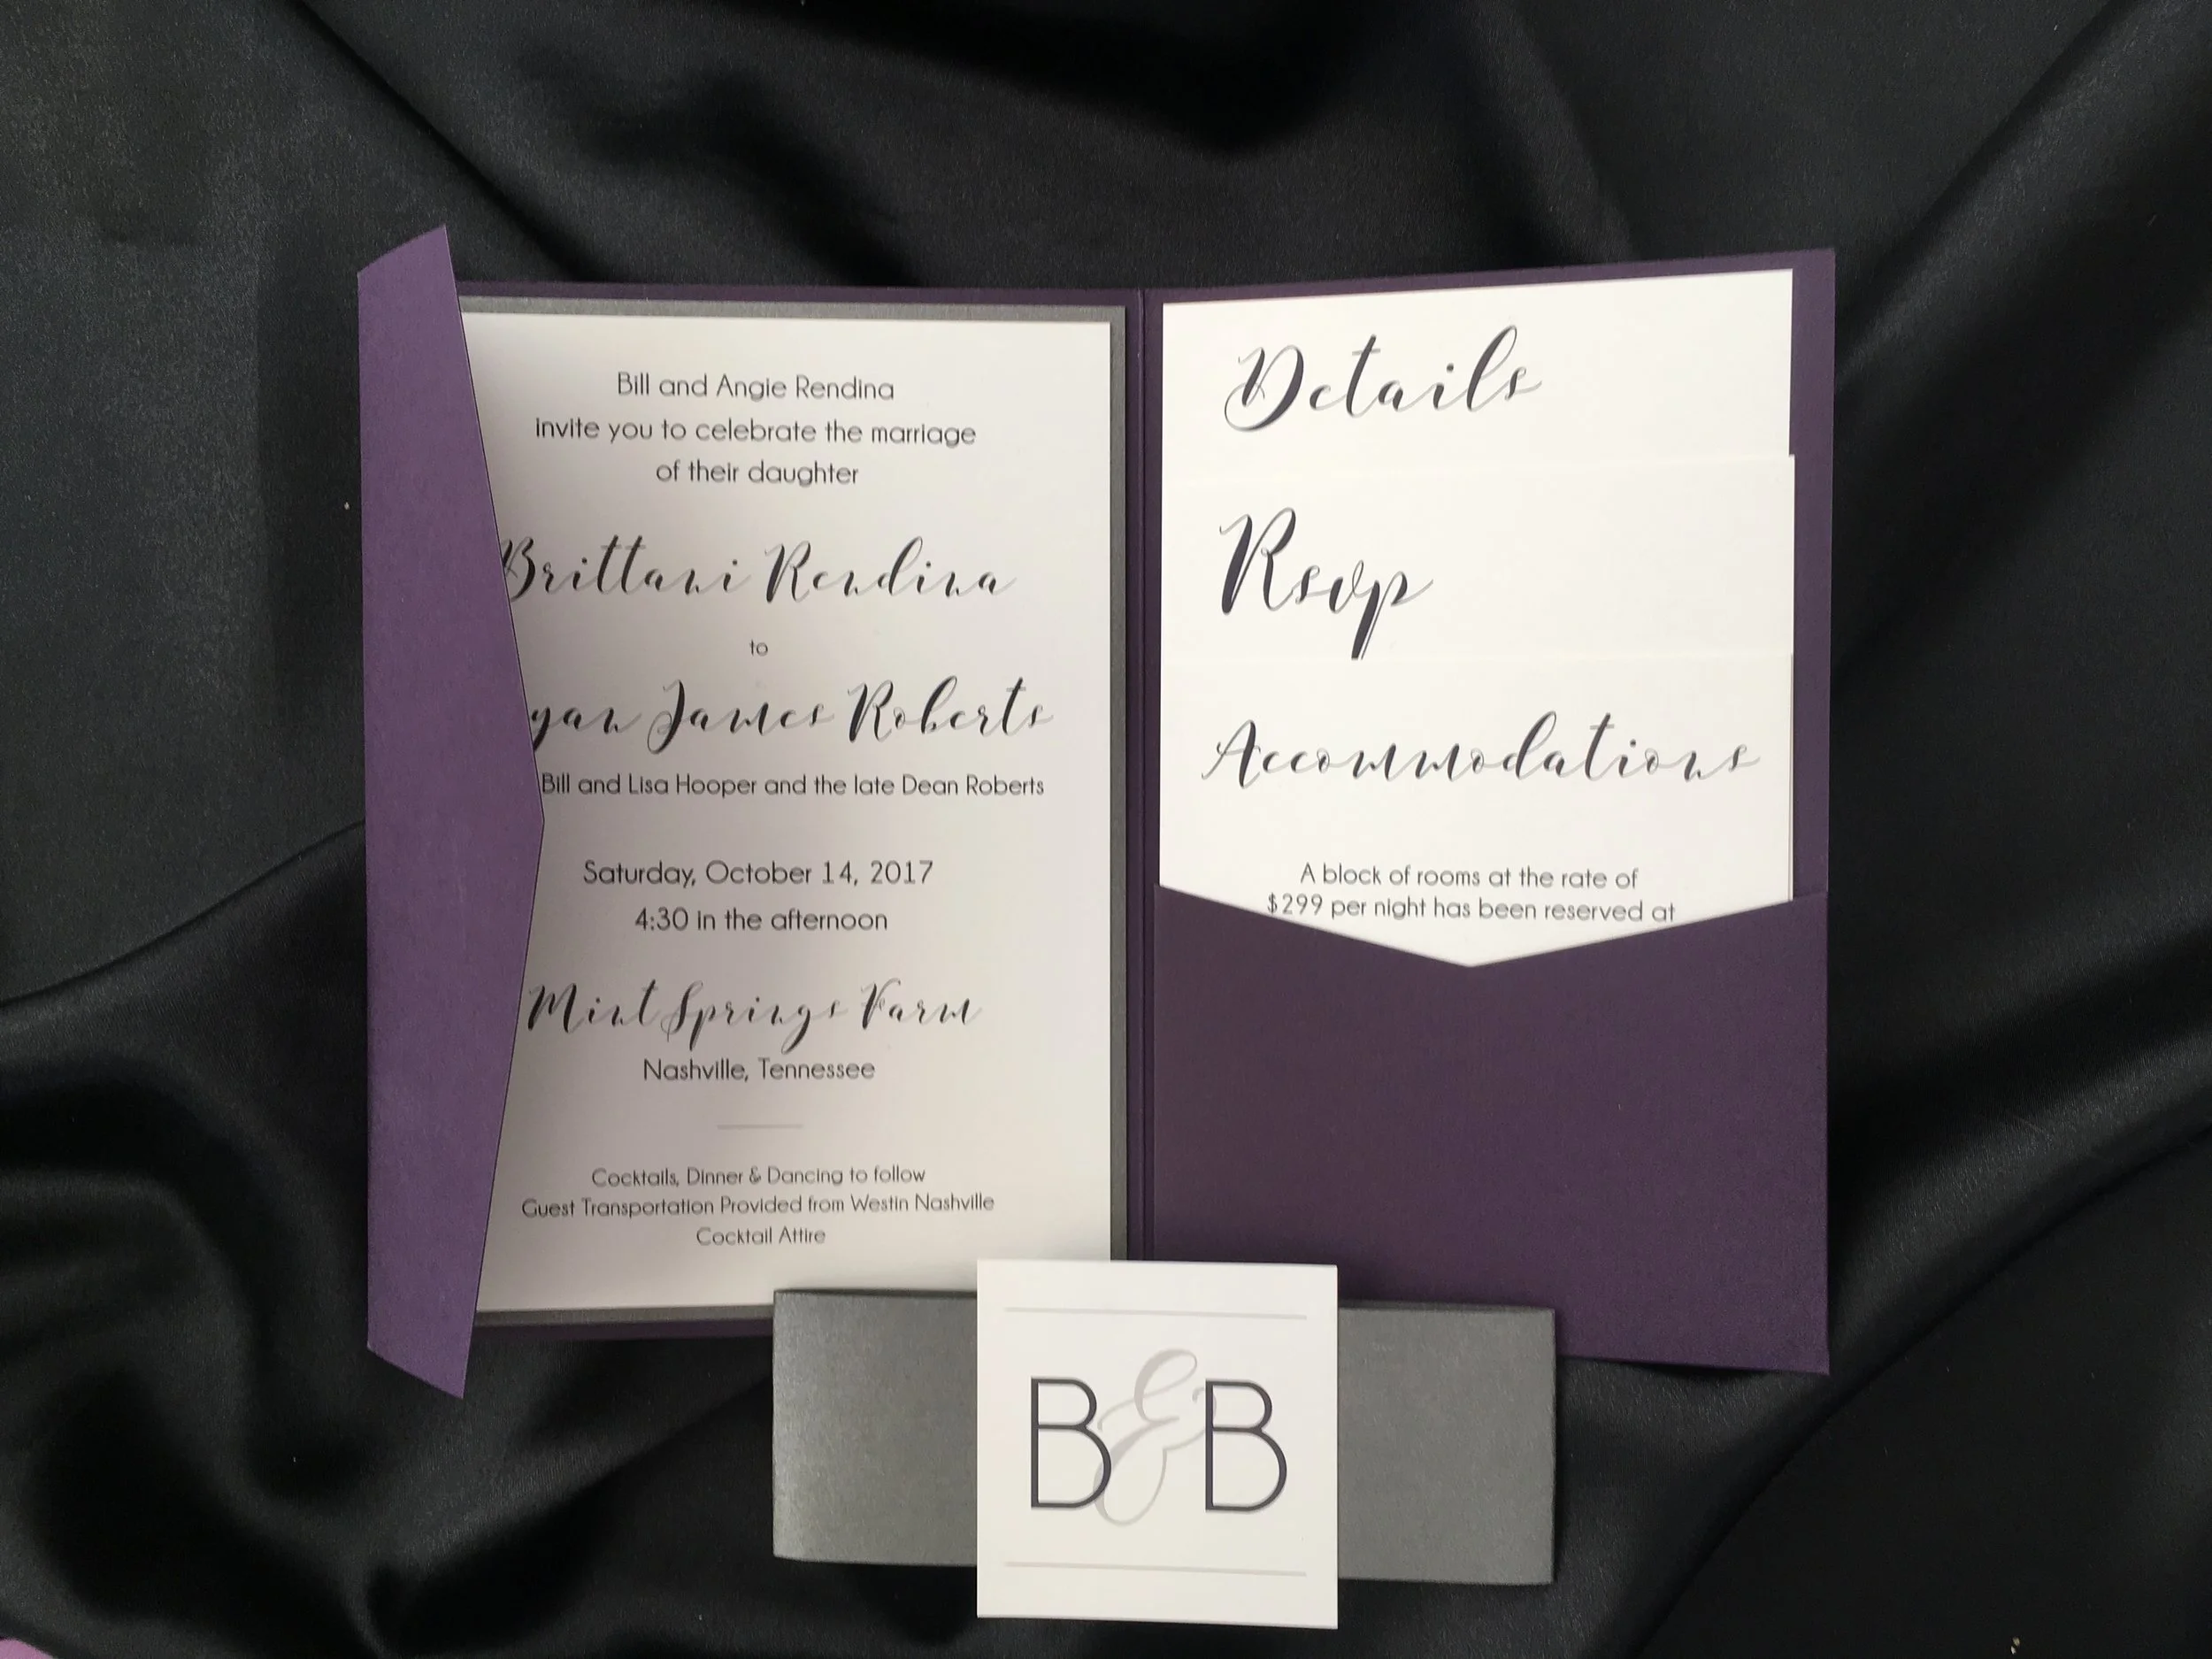 Bill and Angie Rendina
invite you to celebrate the marriage
of their daughter
Brittani Rendina
to
yan James Roberts
Bill and Lisa Hooper and the late Dean Roberts
Saturday, October 14, 2017
4:30 in the afternoon
Mint Springs Farm
Nashville, Tennessee
Cocktails, Dinner & Dancing to follow
Guest Transportation Provided from Westin Nashville
Cocktail Attire
Details
Rsvp
Accommodations
A block of rooms at the rate of
$299 per night has been reserved at
B&B